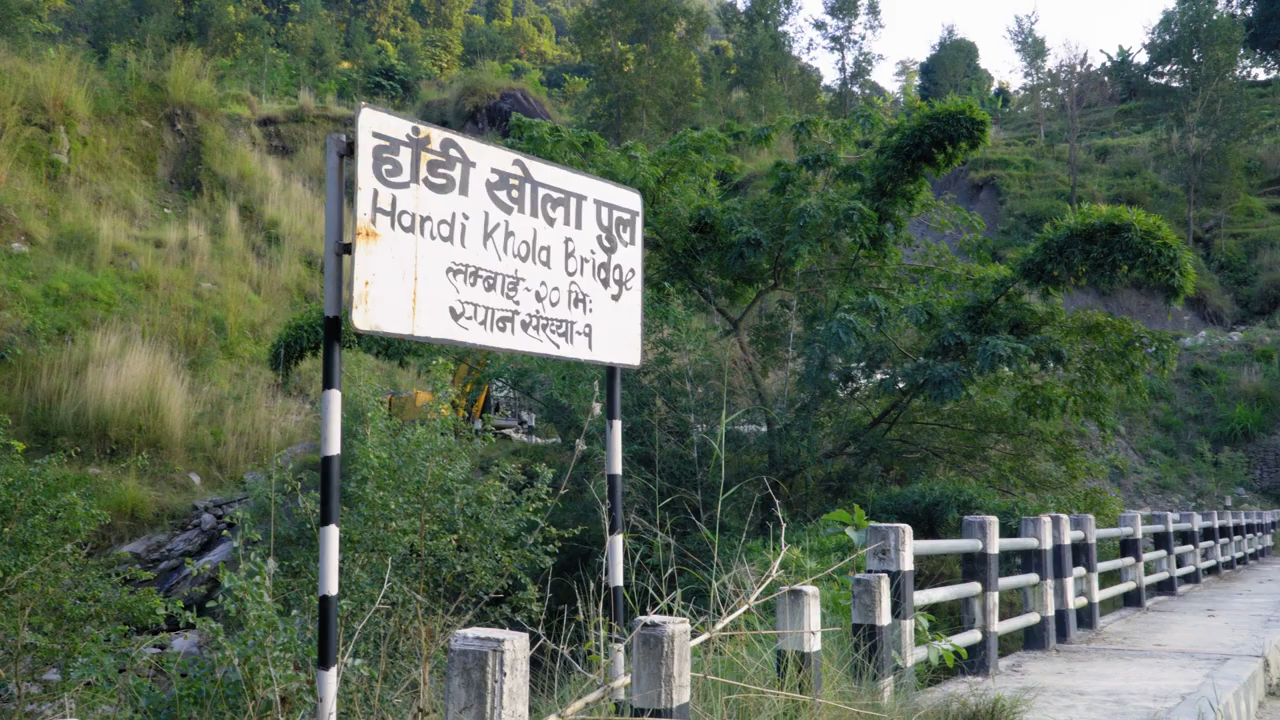 हाँडी खोला पुल
Handi Khola Bridge
लम्बाई - २० मिः
स्पान संख्या-१